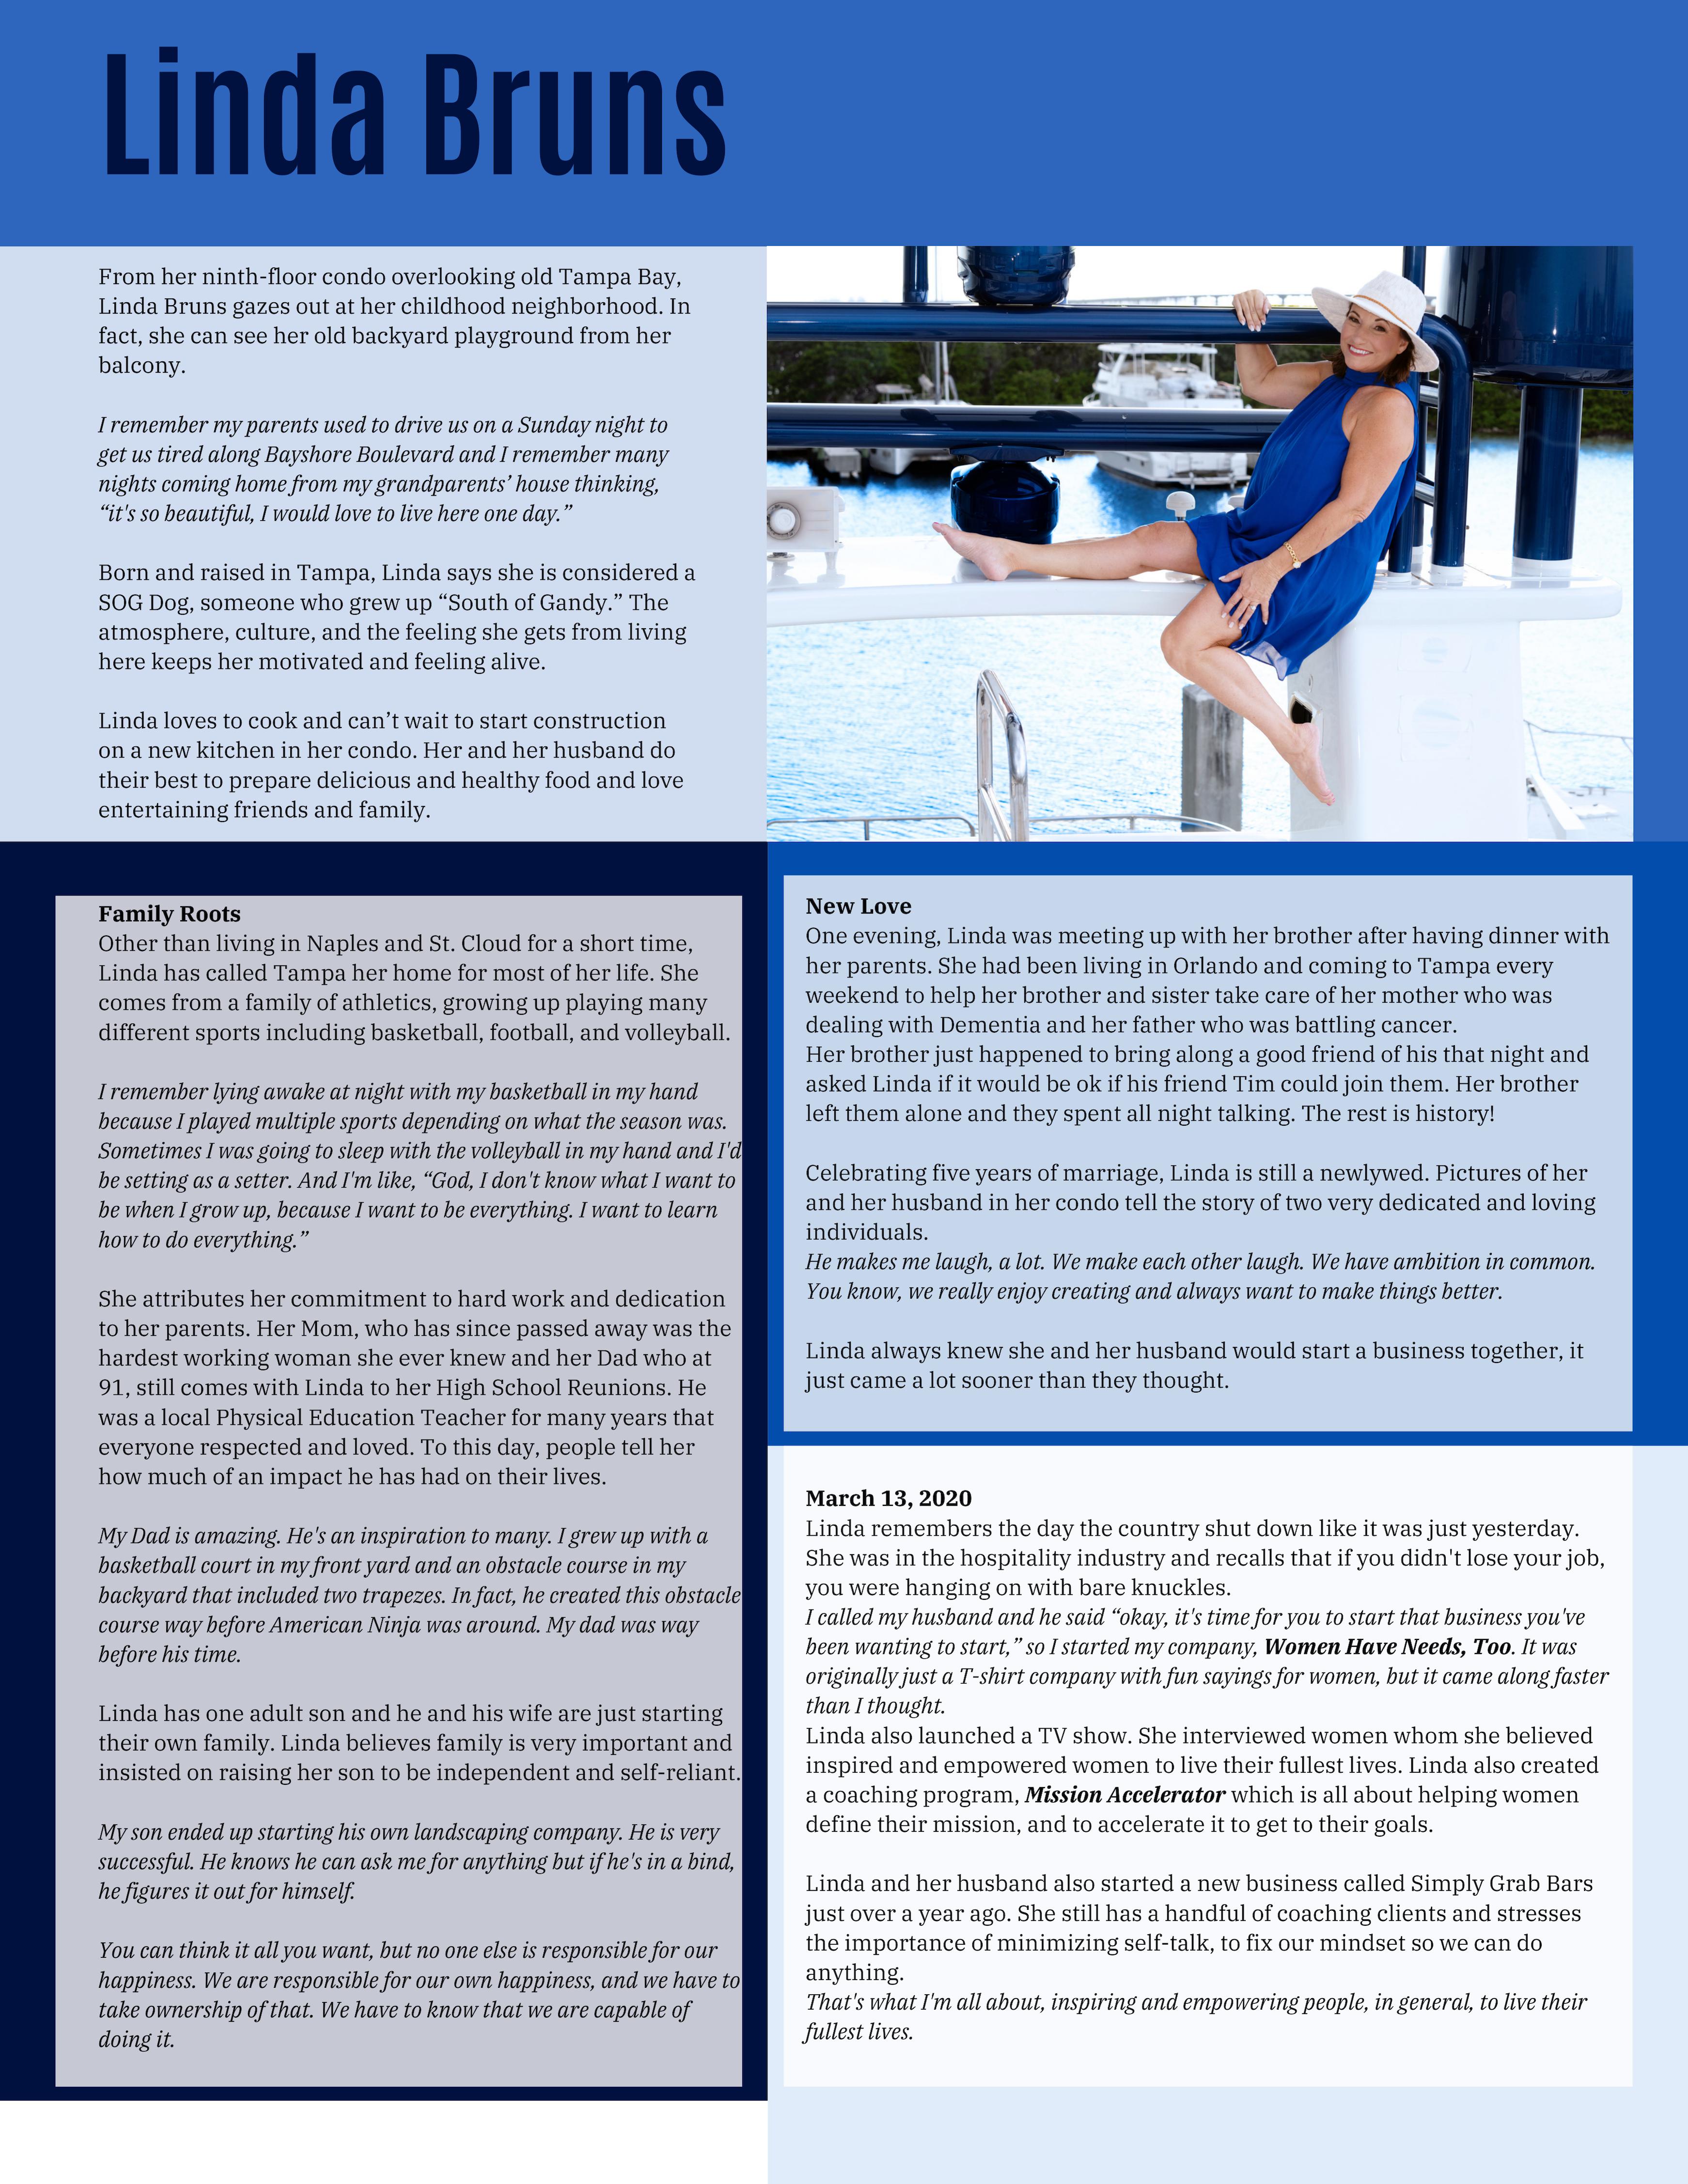 Linda Bruns
From her ninth-floor condo overlooking old Tampa Bay,
Linda Bruns gazes out at her childhood neighborhood. In
fact, she can see her old backyard playground from her
balcony.
I remember my parents used to drive us on a Sunday night to
get us tired along Bayshore Boulevard and I remember many
nights coming home from my grandparents’ house thinking,
“it's so beautiful, I would love to live here one day.”
Born and raised in Tampa, Linda says she is considered a
SOG Dog, someone who grew up “South of Gandy.” The
atmosphere, culture, and the feeling she gets from living
here keeps her motivated and feeling alive.
Linda loves to cook and can’t wait to start construction
on a new kitchen in her condo. Her and her husband do
their best to prepare delicious and healthy food and love
entertaining friends and family.
Family Roots
Other than living in Naples and St. Cloud for a short time,
Linda has called Tampa her home for most of her life. She
comes from a family of athletics, growing up playing many
different sports including basketball, football, and volleyball.
I remember lying awake at night with my basketball in my hand
because I played multiple sports depending on what the season was.
Sometimes I was going to sleep with the volleyball in my hand and I'd
be setting as a setter. And I'm like, “God, I don't know what I want to
be when I grow up, because I want to be everything. I want to learn
how to do everything.”
She attributes her commitment to hard work and dedication
to her parents. Her Mom, who has since passed away was the
hardest working woman she ever knew and her Dad who at
91, still comes with Linda to her High School Reunions. He
was a local Physical Education Teacher for many years that
everyone respected and loved. To this day, people tell her
how much of an impact he has had on their lives.
My Dad is amazing. He's an inspiration to many. I grew up with a
basketball court in my front yard and an obstacle course in my
backyard that included two trapezes. In fact, he created this obstacle
course way before American Ninja was around. My dad was way
before his time.
Linda has one adult son and he and his wife are just starting
their own family. Linda believes family is very important and
insisted on raising her son to be independent and self-reliant.
My son ended up starting his own landscaping company. He is very
successful. He knows he can ask me for anything but if he's in a bind,
he figures it out for himself.
You can think it all you want, but no one else is responsible for our
happiness. We are responsible for our own happiness, and we have to
take ownership of that. We have to know that we are capable of
doing it.
New Love
One evening, Linda was meeting up with her brother after having dinner with
her parents. She had been living in Orlando and coming to Tampa every
weekend to help her brother and sister take care of her mother who was
dealing with Dementia and her father who was battling cancer.
Her brother just happened to bring along a good friend of his that night and
asked Linda if it would be ok if his friend Tim could join them. Her brother
left them alone and they spent all night talking. The rest is history!
Celebrating five years of marriage, Linda is still a newlywed. Pictures of her
and her husband in her condo tell the story of two very dedicated and loving
individuals.
He makes me laugh, a lot. We make each other laugh. We have ambition in common.
You know, we really enjoy creating and always want to make things better.
Linda always knew she and her husband would start a business together, it
just came a lot sooner than they thought.
March 13, 2020
Linda remembers the day the country shut down like it was just yesterday.
She was in the hospitality industry and recalls that if you didn't lose your job,
you were hanging on with bare knuckles.
I called my husband and he said “okay, it's time for you to start that business you've
been wanting to start,” so I started my company, Women Have Needs, Too. It was
originally just a T-shirt company with fun sayings for women, but it came along faster
than I thought.
Linda also launched a TV show. She interviewed women whom she believed
inspired and empowered women to live their fullest lives. Linda also created
a coaching program, Mission Accelerator which is all about helping women
define their mission, and to accelerate it to get to their goals.
Linda and her husband also started a new business called Simply Grab Bars
just over a year ago. She still has a handful of coaching clients and stresses
the importance of minimizing self-talk, to fix our mindset so we can do
anything.
That's what I'm all about, inspiring and empowering people, in general, to live their
fullest lives.